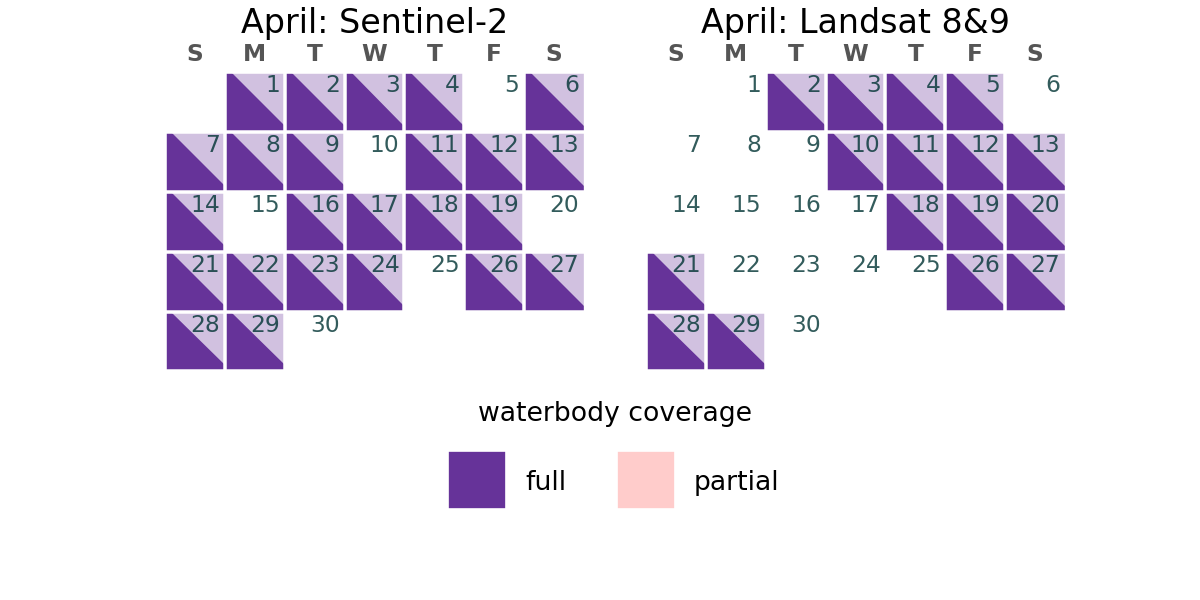 April: Sentinel-2
S M T W T F S
1 2 3 4 5 6
7 8 9 10 11 12 13
14 15 16 17 18 19 20
21 22 23 24 25 26 27
28 29 30
April: Landsat 8&9
S M T W T F S
1 2 3 4 5 6
7 8 9 10 11 12 13
14 15 16 17 18 19 20
21 22 23 24 25 26 27
28 29 30
waterbody coverage
full partial